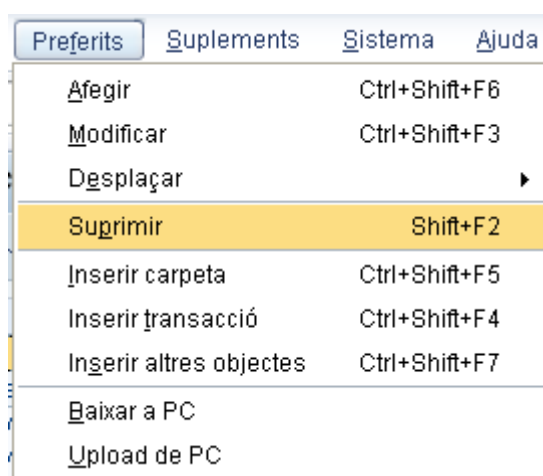 Preferits Suplements Sistema Ajuda
Afegir Ctrl+Shift+F6
Modificar Ctrl+Shift+F3
Desplaçar
Suprimir Shift+F2
Inserir carpeta Ctrl+Shift+F5
Inserir transacció Ctrl+Shift+F4
Inserir altres objectes Ctrl+Shift+F7
Baixar a PC
Upload de PC